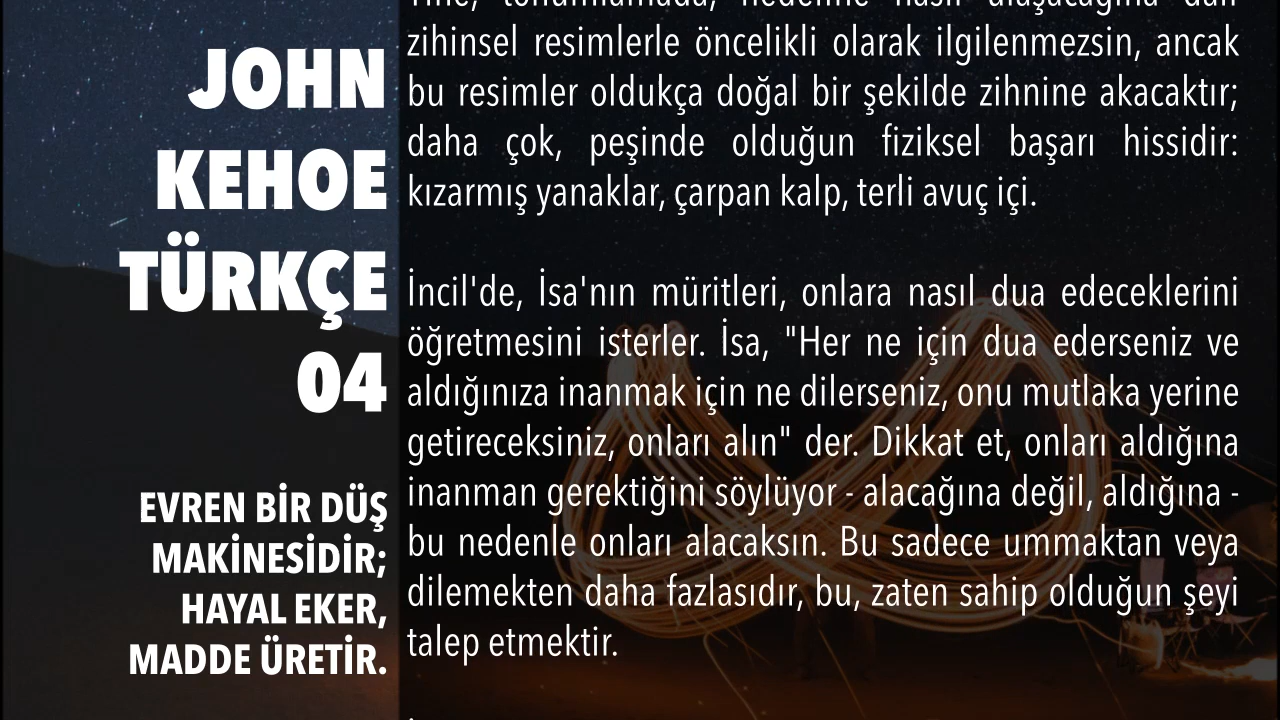 JOHN
KEHOE
TÜRKÇE
04
EVREN BİR DÜŞ
MAKİNESİDİR;
HAYAL EKER,
MADDE ÜRETİR.
zihinsel resimlerle öncelikli olarak ilgilenmezsin, ancak
bu resimler oldukça doğal bir şekilde zihnine akacaktır;
daha çok, peşinde olduğun fiziksel başarı hissidir:
kızarmış yanaklar, çarpan kalp, terli avuç içi.
İncil'de, İsa'nın müritleri, onlara nasıl dua edeceklerini
öğretmesini isterler. İsa, "Her ne için dua ederseniz ve
aldığınıza inanmak için ne dilerseniz, onu mutlaka yerine
getireceksiniz, onları alın" der. Dikkat et, onları aldığına
inanman gerektiğini söylüyor - alacağına değil, aldığına -
bu nedenle onları alacaksın. Bu sadece ummaktan veya
dilemekten daha fazlasıdır, bu, zaten sahip olduğun şeyi
talep etmektir.